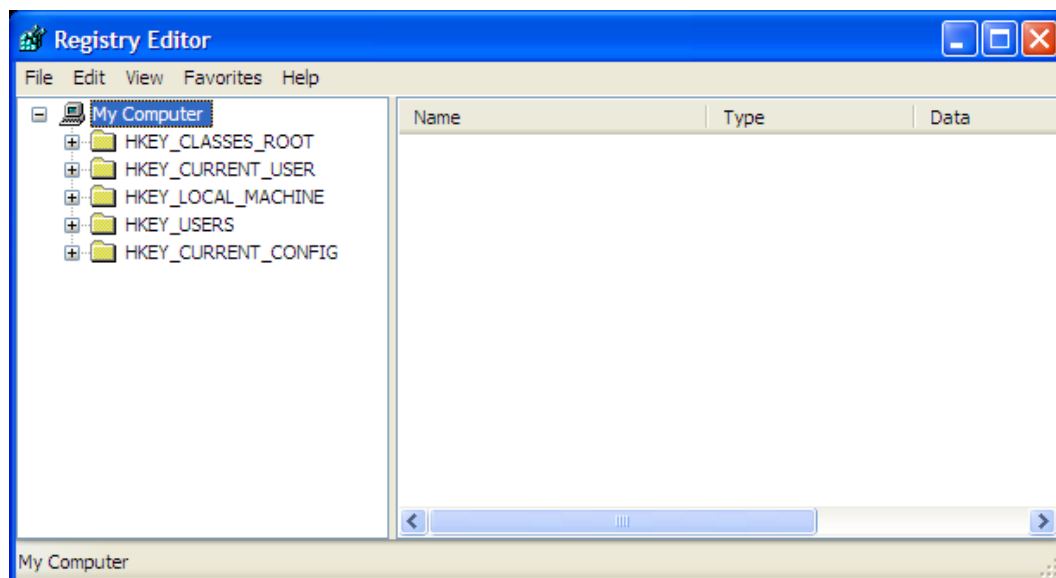 Registry Editor
File Edit View Favorites Help
My Computer
HKEY_CLASSES_ROOT
HKEY_CURRENT_USER
HKEY_LOCAL_MACHINE
HKEY_USERS
HKEY_CURRENT_CONFIG
Name Type Data
My Computer